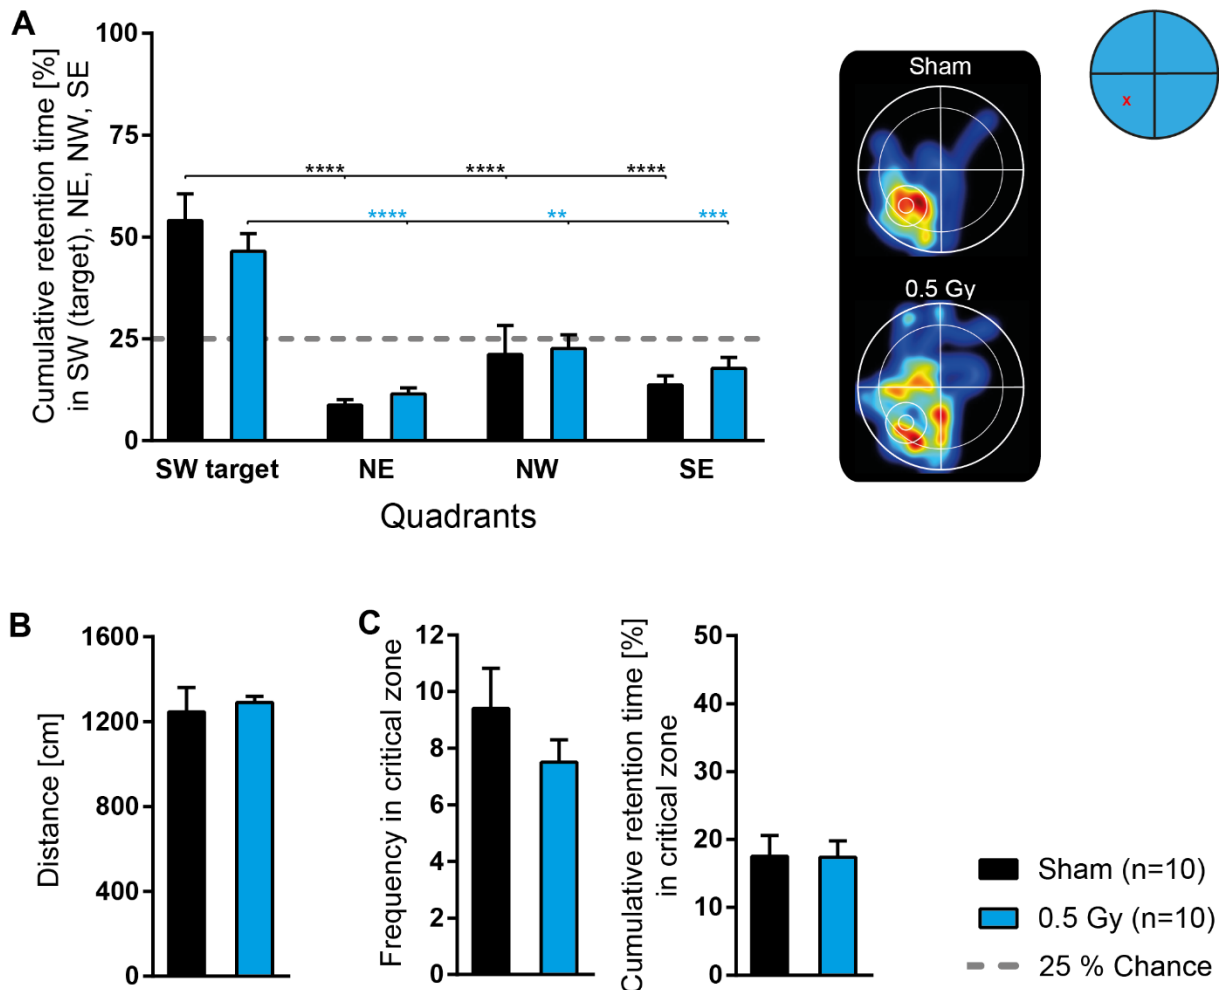 A
Cumulative retention time [%]
in SW (target), NE, NW, SE
100
75
50
25
0
**** **** ****
**** ** ***
SW target NE NW SE
Quadrants
Sham
0.5 Gy
x
B
Distance [cm]
1600
1200
800
400
0
C
Frequency in critical zone
12
10
8
6
4
2
0
Cumulative retention time [%]
in critical zone
50
40
30
20
10
0
Sham (n=10)
0.5 Gy (n=10)
25 % Chance